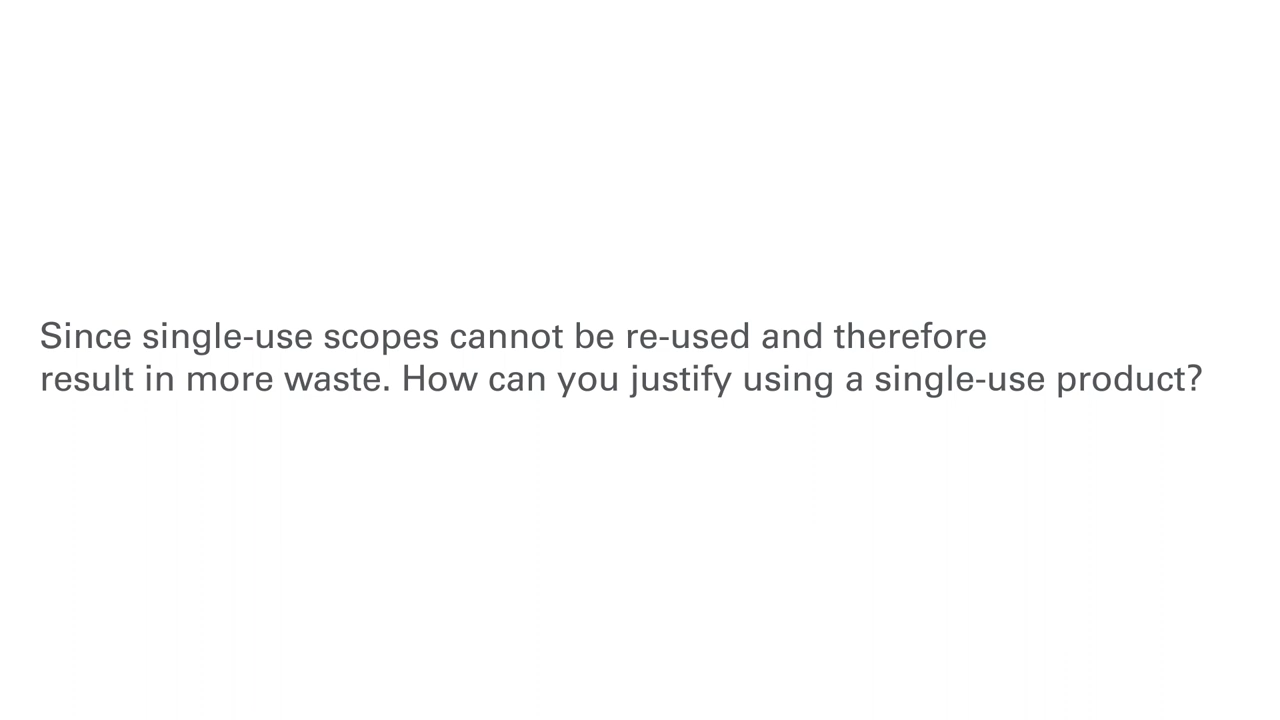 Since single-use scopes cannot be re-used and therefore
result in more waste. How can you justify using a single-use product?